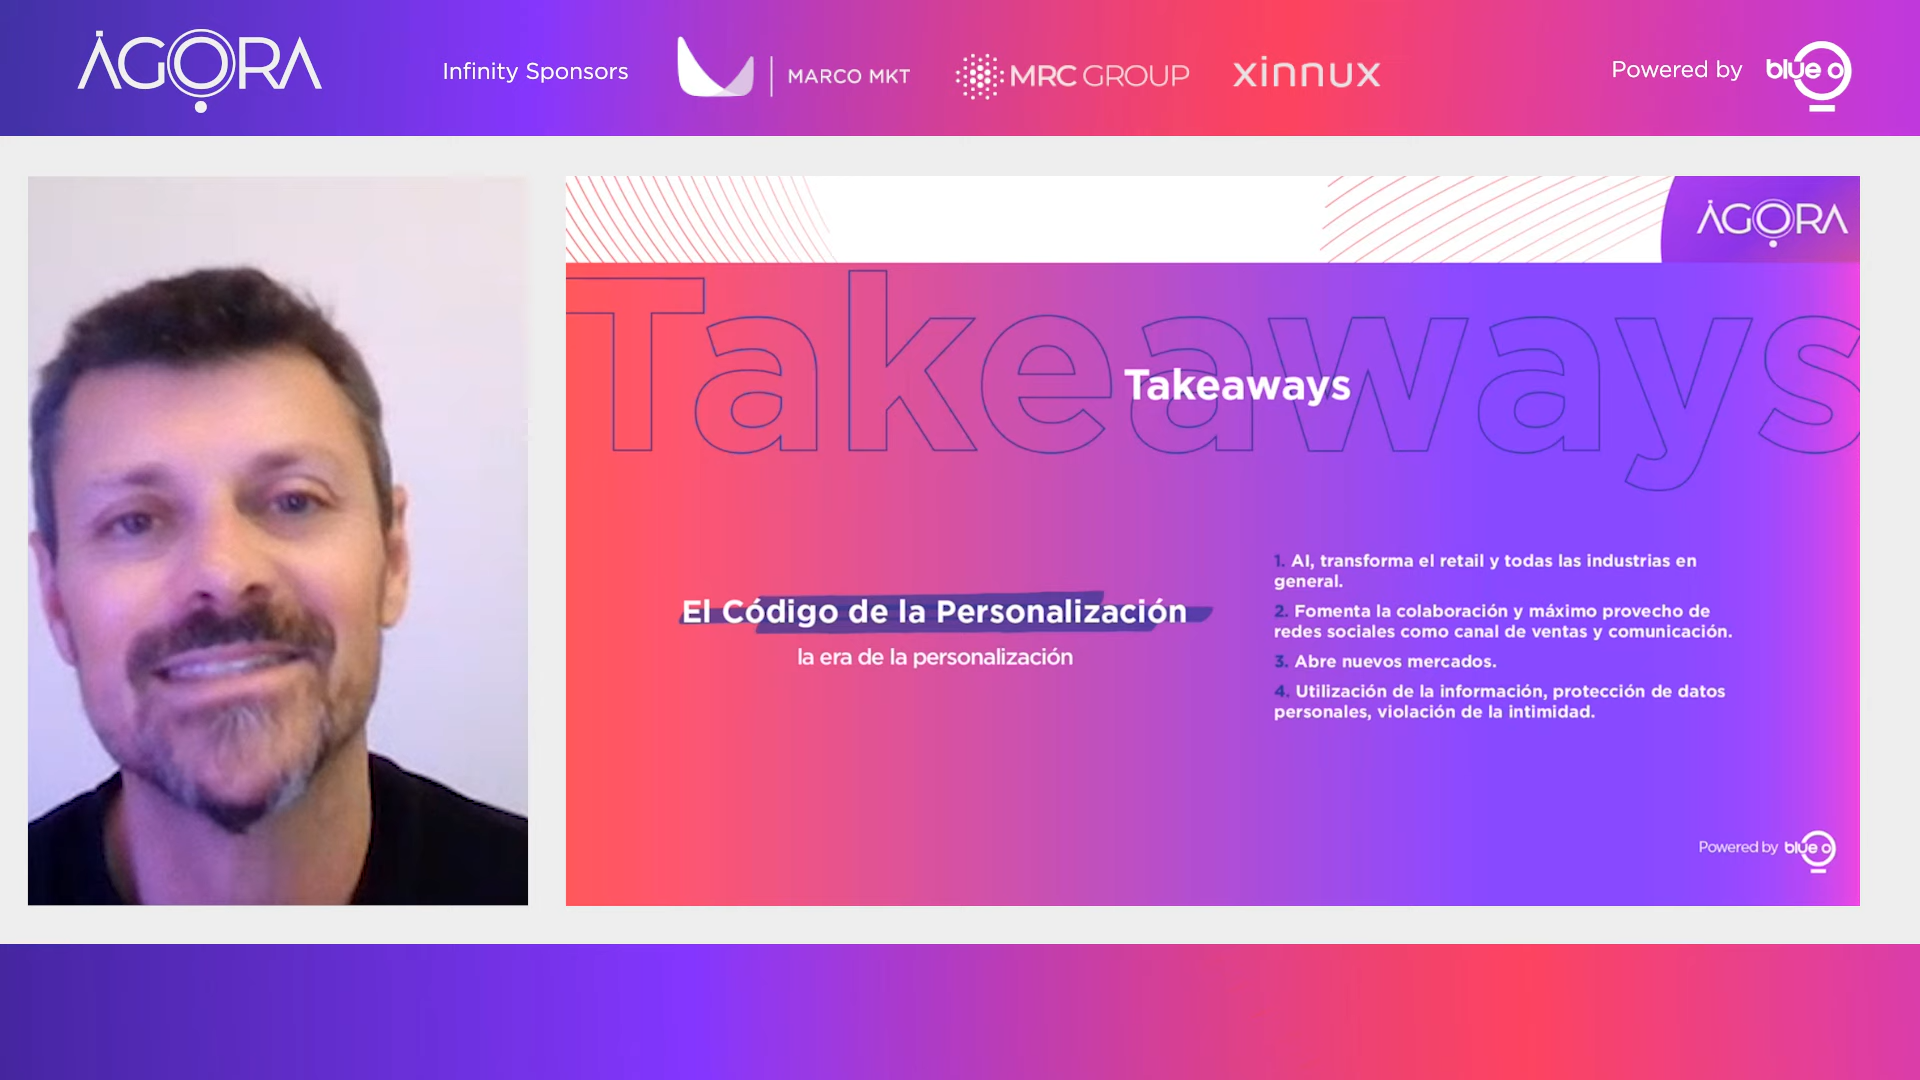 ÁGORA
Infinity Sponsors
MARCO MKT
MRC GROUP
xinnux
Powered by blue o
ÁGORA
Takeaways
Takeaways
El Código de la Personalización
la era de la personalización
1. AI, transforma el retail y todas las industrias en
general.
2. Fomenta la colaboración y máximo provecho de
redes sociales como canal de ventas y comunicación.
3. Abre nuevos mercados.
4. Utilización de la información, protección de datos
personales, violación de la intimidad.
Powered by blue o